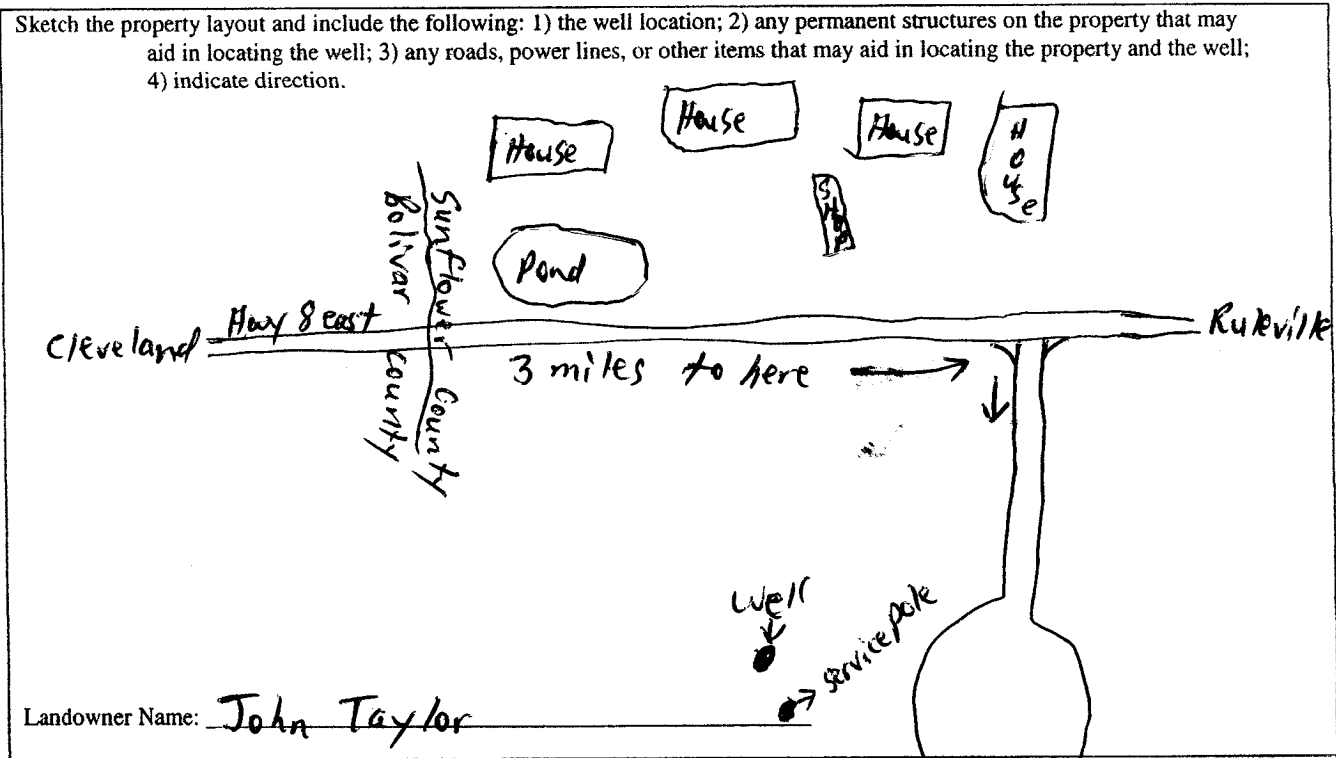 Sketch the property layout and include the following: 1) the well location; 2) any permanent structures on the property that may
aid in locating the well; 3) any roads, power lines, or other items that may aid in locating the property and the well;
4) indicate direction.
House
House
House
House
Shop
Sunflower County
Bolivar County
Pond
Hwy 8 east
Cleveland
Ruleville
3 miles to here
Well
service pole
Landowner Name: John Taylor